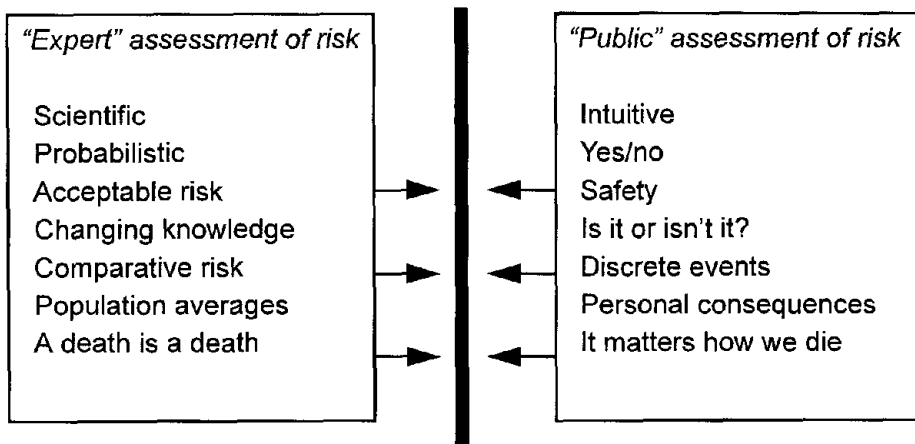 "Expert" assessment of risk
Scientific
Probabilistic
Acceptable risk
Changing knowledge
Comparative risk
Population averages
A death is a death
"Public" assessment of risk
Intuitive
Yes/no
Safety
Is it or isn't it?
Discrete events
Personal consequences
It matters how we die